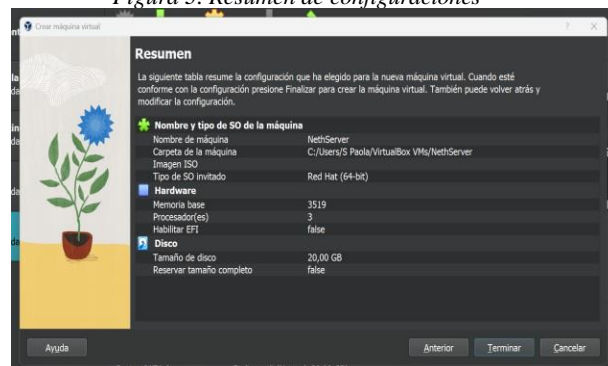 Figura 5. Resumen de configuraciones
Crear máquina virtual
Resumen
La siguiente tabla resume la configuración que ha elegido para la nueva máquina virtual. Cuando esté
conforme con la configuración presione Finalizar para crear la máquina virtual. También puede volver atrás y
modificar la configuración.
Nombre y tipo de SO de la máquina
Nombre de máquina NethServer
Carpeta de la máquina C:/Users/S Paola/VirtualBox VMs/NethServer
Imagen ISO
Tipo de SO invitado Red Hat (64-bit)
Hardware
Memoria base 3519
Procesador(es) 3
Habilitar EFI false
Disco
Tamaño de disco 20,00 GB
Reservar tamaño completo false
Ayuda Anterior Terminar Cancelar